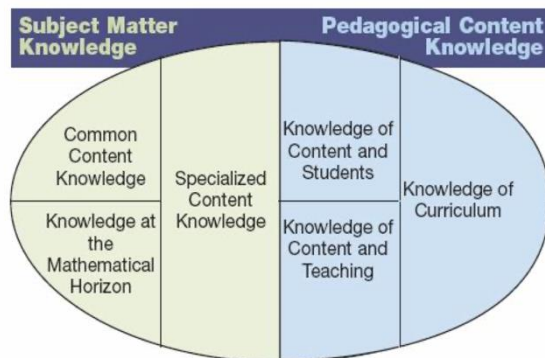 Subject Matter
Knowledge
Pedagogical Content
Knowledge
Common
Content
Knowledge
Knowledge at
the
Mathematical
Horizon
Specialized
Content
Knowledge
Knowledge of
Content and
Students
Knowledge of
Content and
Teaching
Knowledge of
Curriculum